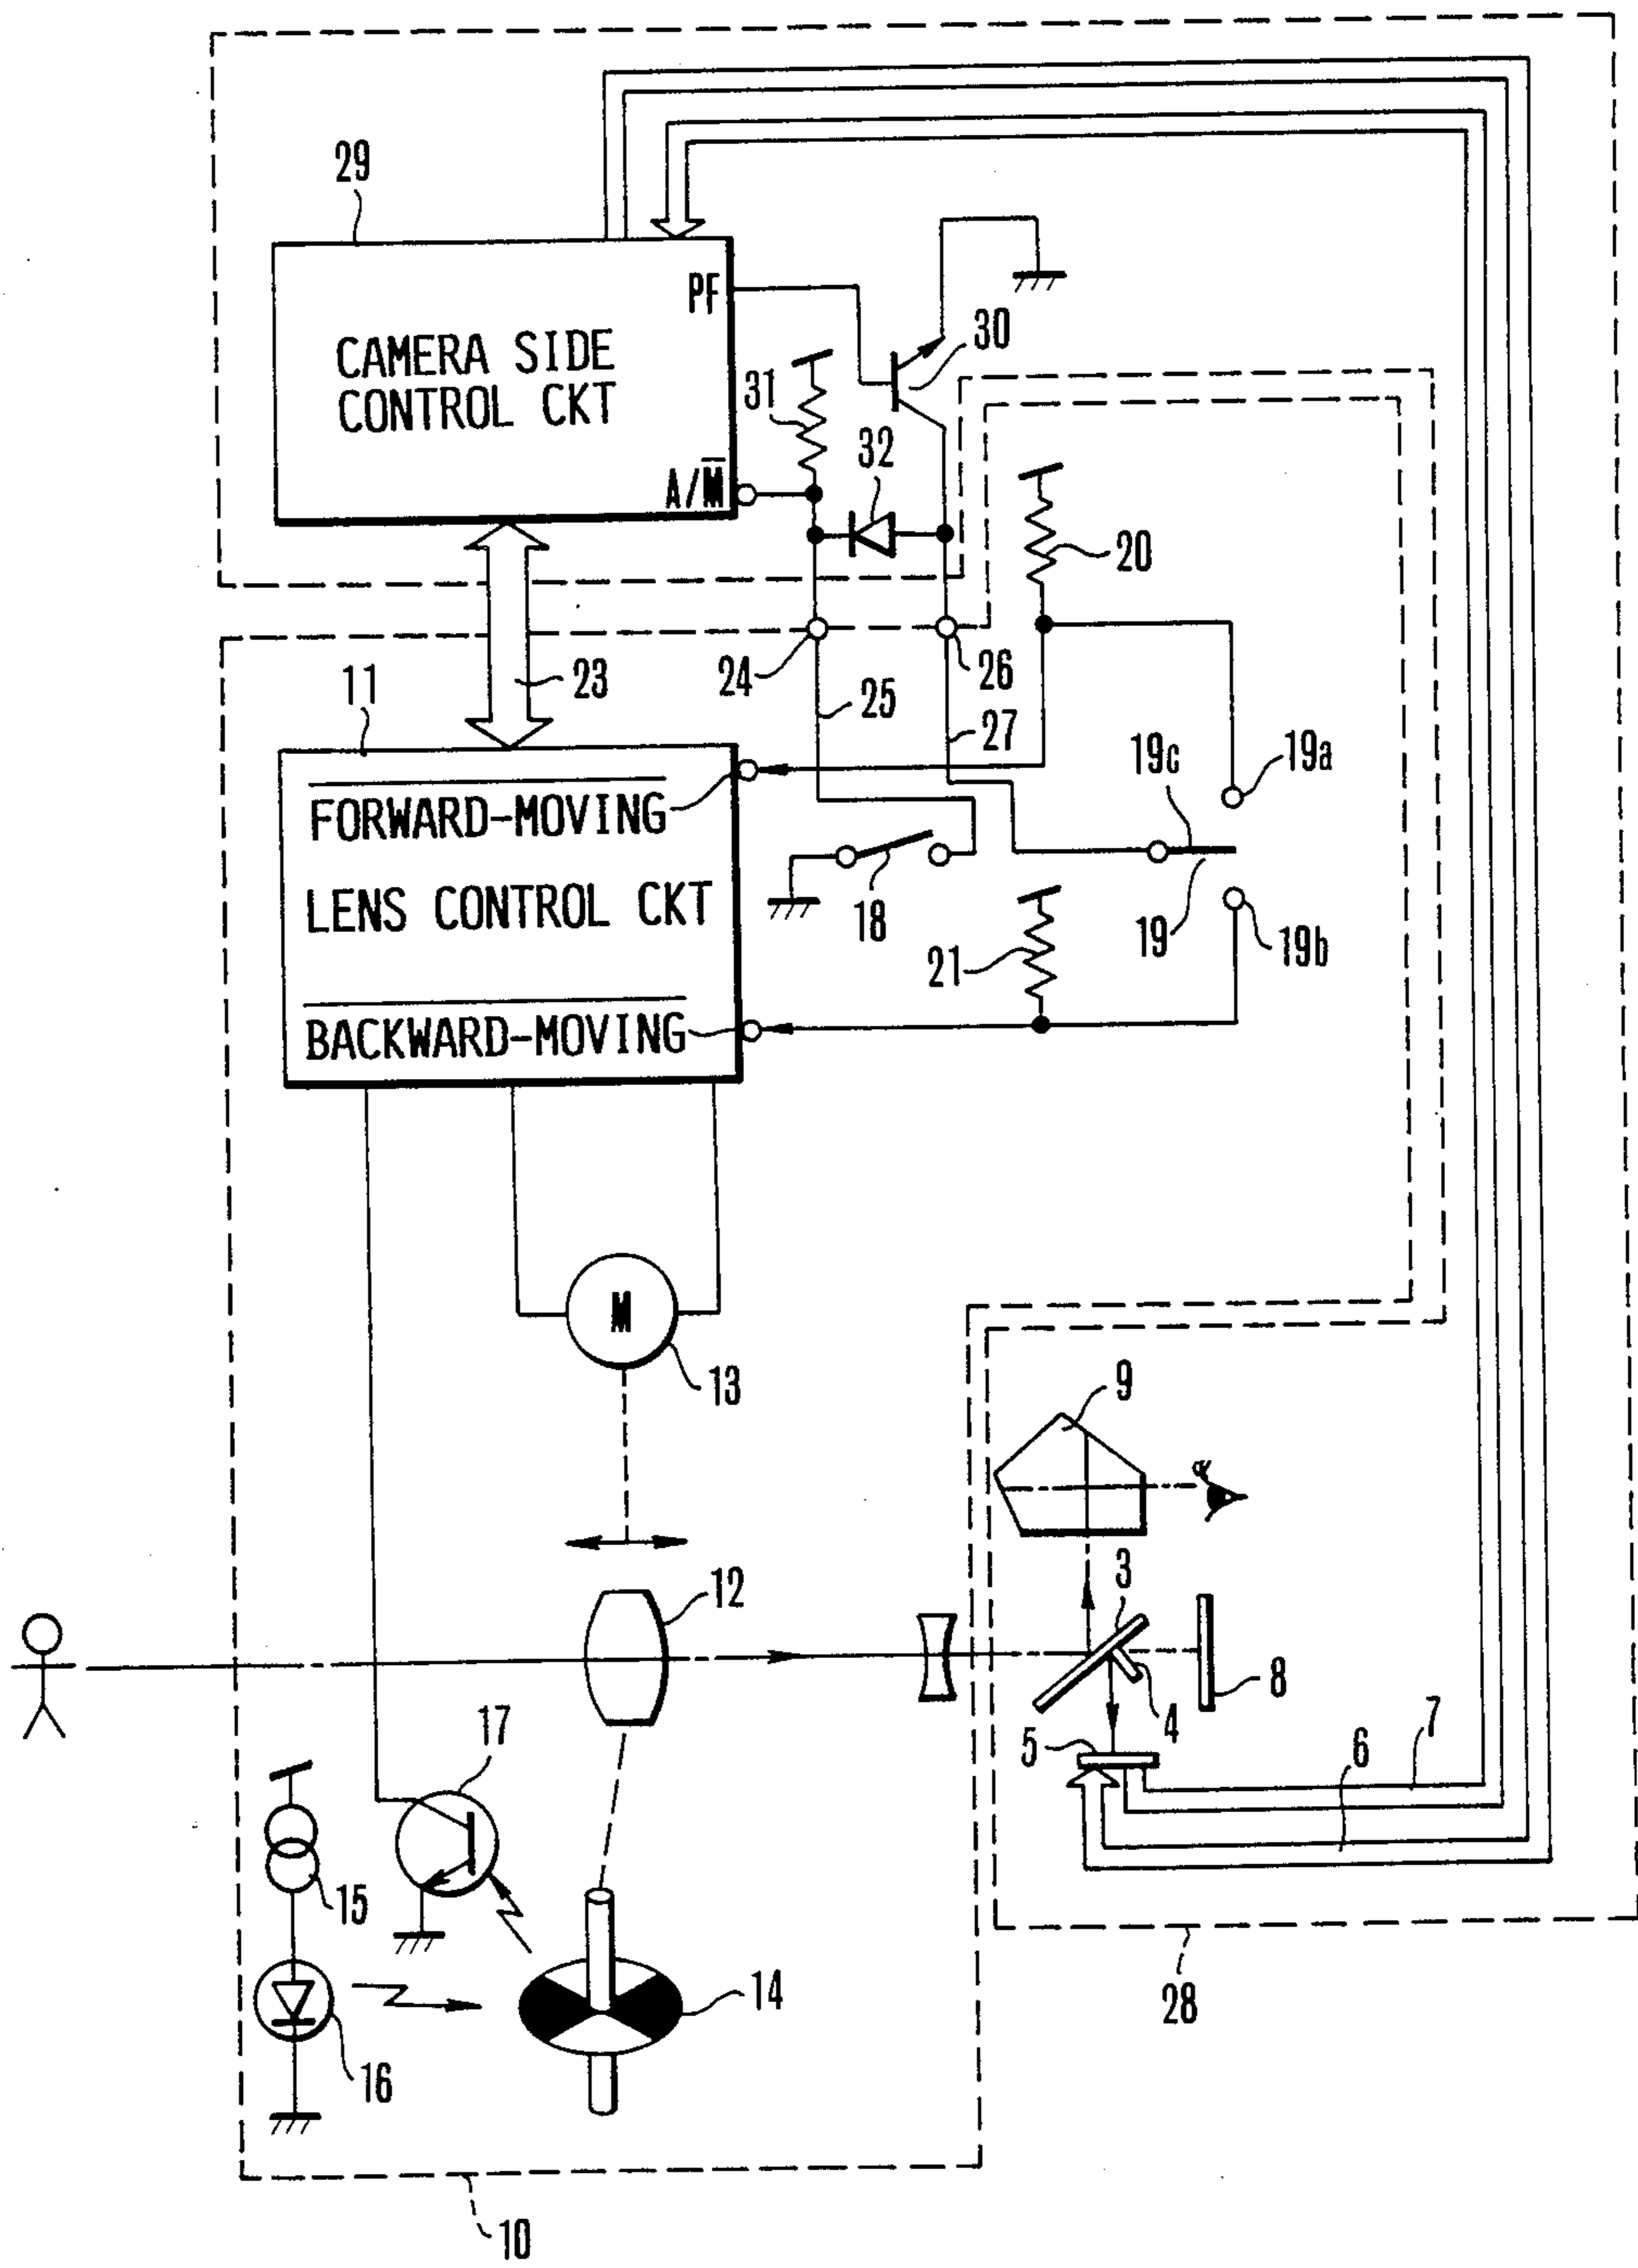 29
PF
CAMERA SIDE
CONTROL CKT
30
31
32
A/M̅
20
11
23
24
25
26
27
FORWARD-MOVING
19c
19a
LENS CONTROL CKT
18
19
19b
21
BACKWARD-MOVING
M
13
9
3
12
8
4
5
6
7
17
15
14
16
28
10